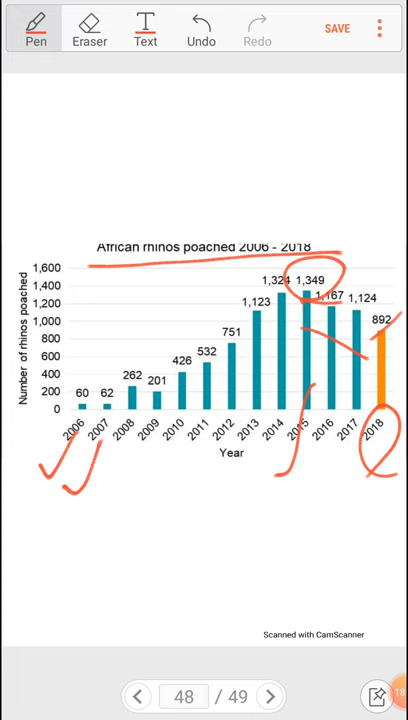 Pen Eraser Text Undo Redo SAVE
African rhinos poached 2006 - 2018
Number of rhinos poached
1,600
1,400
1,200
1,000
800
600
400
200
0
60 62 262 201 426 532 751 1,123 1,324 1,349 1,167 1,124 892
2006 2007 2008 2009 2010 2011 2012 2013 2014 2015 2016 2017 2018
Year
Scanned with CamScanner
48 / 49
18